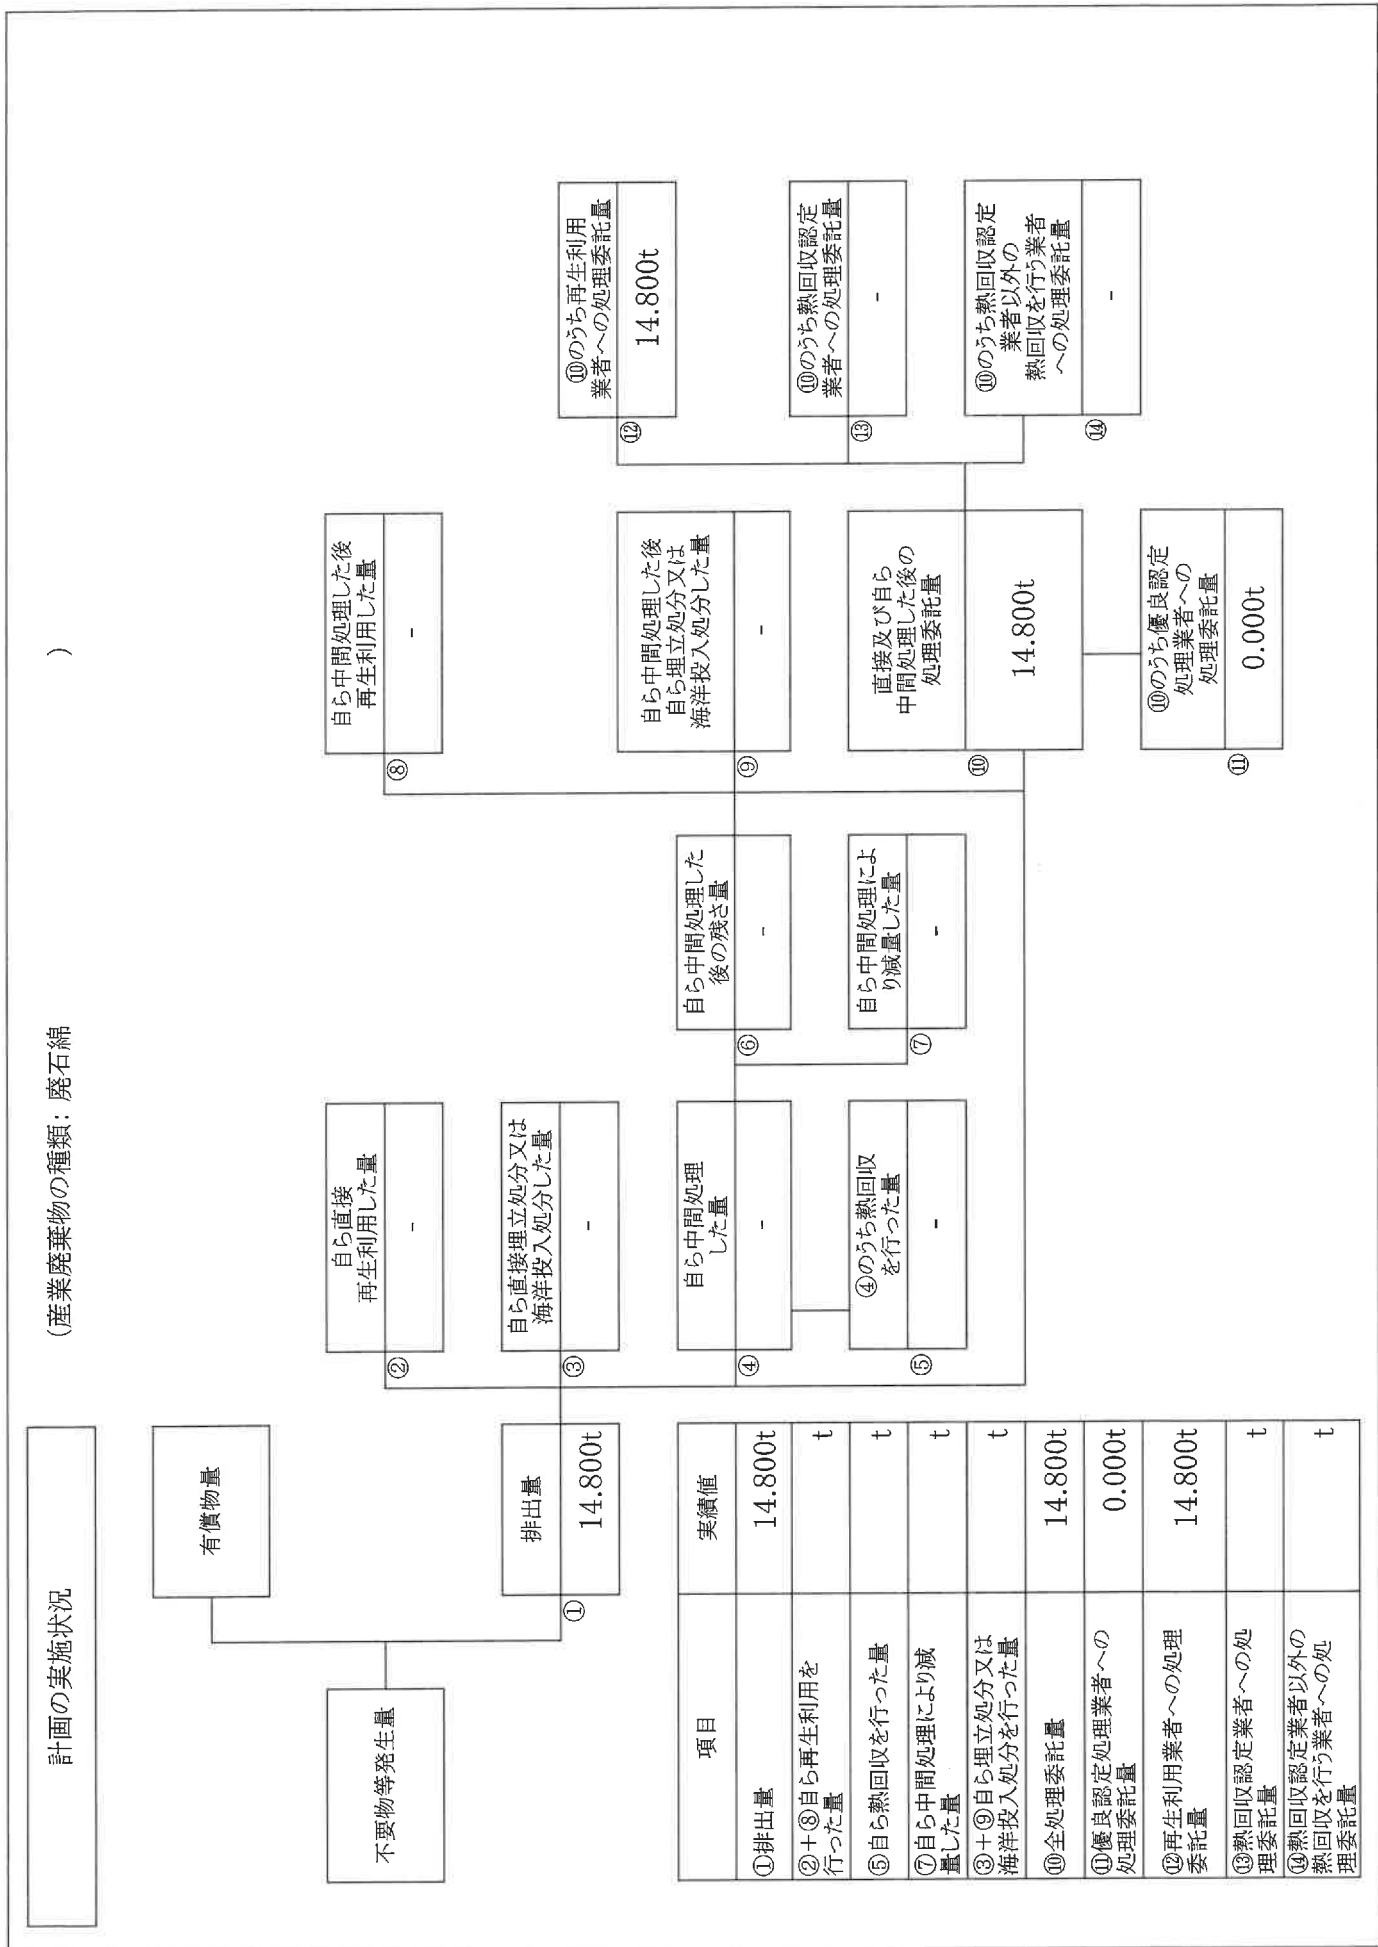 計画の実施状況
(産業廃棄物の種類：廃石綿 )
不要物等発生量
有償物量
①
排出量
14.800t
②
自ら直接
再生利用した量
-
③
自ら直接埋立処分又は
海洋投入処分した量
-
④
自ら中間処理
した量
-
⑤
④のうち熱回収
を行った量
-
⑥
自ら中間処理した
後の残さ量
-
⑦
自ら中間処理によ
り減量した量
-
⑧
自ら中間処理した後
再生利用した量
-
⑨
自ら中間処理した後
自ら埋立処分又は
海洋投入処分した量
-
⑩
直接及び自ら
中間処理した後の
処理委託量
14.800t
⑪
⑩のうち優良認定
処理業者への
処理委託量
0.000t
⑫
⑩のうち再生利用
業者への処理委託量
14.800t
⑬
⑩のうち熱回収認定
業者への処理委託量
-
⑭
⑩のうち熱回収認定
業者以外の
熱回収を行う業者
への処理委託量
-
項目 実績値
①排出量 14.800t
②＋⑧自ら再生利用を
行った量 t
⑤自ら熱回収を行った量 t
⑦自ら中間処理により減
量した量 t
③＋⑨自ら埋立処分又は
海洋投入処分を行った量 t
⑩全処理委託量 14.800t
⑪優良認定処理業者への
処理委託量 0.000t
⑫再生利用業者への処理
委託量 14.800t
⑬熱回収認定業者への処
理委託量 t
⑭熱回収認定業者以外の
熱回収を行う業者への処
理委託量 t